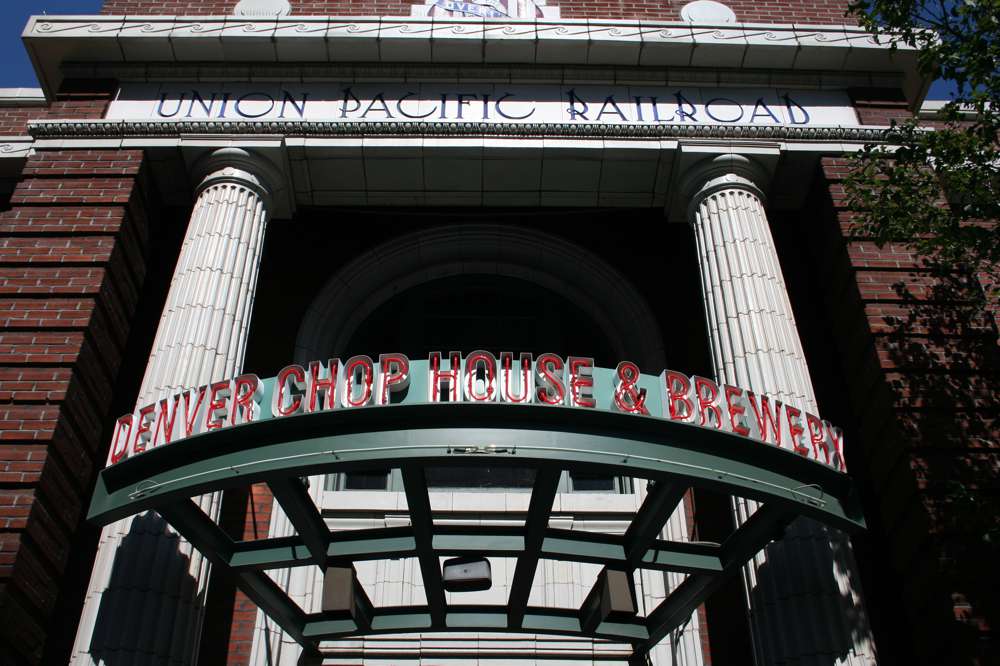 UNION PACIFIC RAILROAD
DENVER CHOP HOUSE & BREWERY